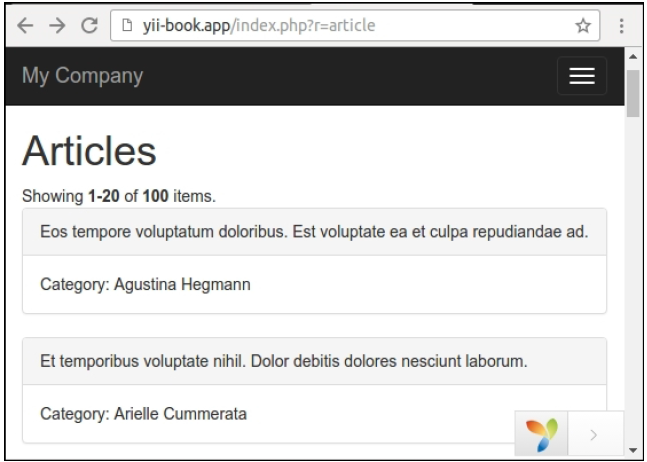 yii-book.app/index.php?r=article
My Company
Articles
Showing 1-20 of 100 items.
Eos tempore voluptatum doloribus. Est voluptate ea et culpa repudiandae ad.
Category: Agustina Hegmann
Et temporibus voluptate nihil. Dolor debitis dolores nesciunt laborum.
Category: Arielle Cummerata